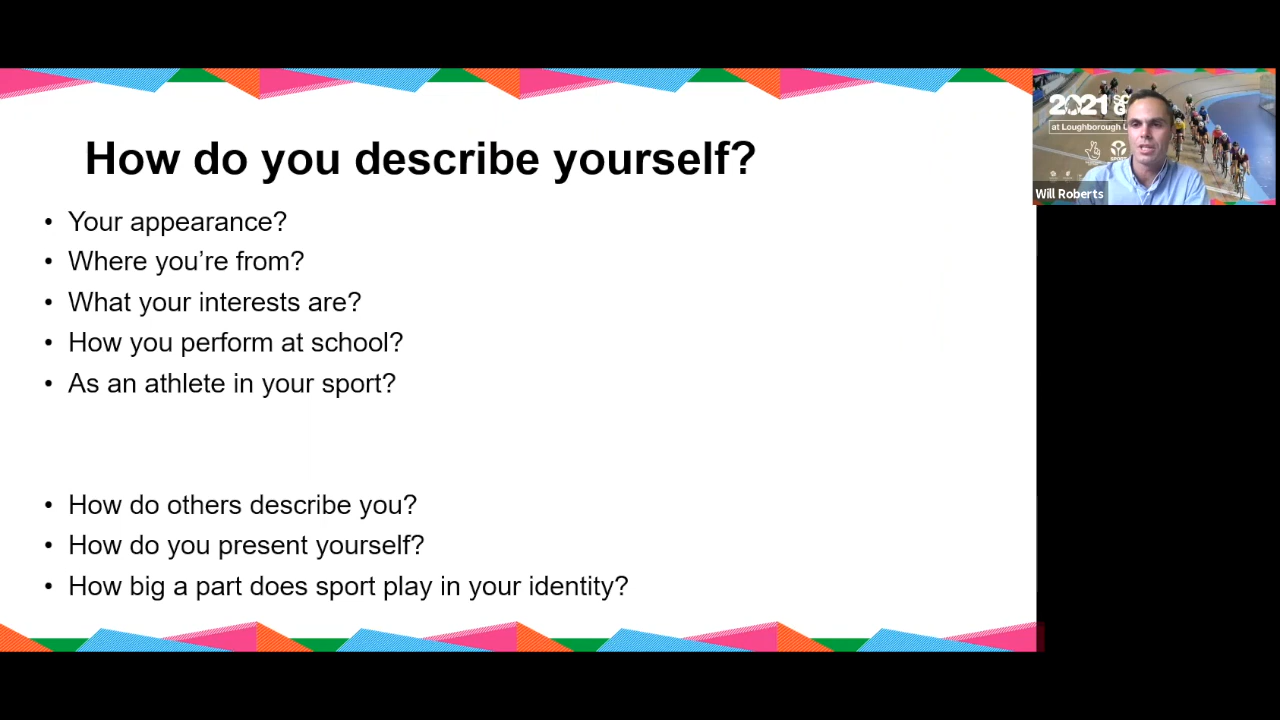 How do you describe yourself?
• Your appearance?
• Where you’re from?
• What your interests are?
• How you perform at school?
• As an athlete in your sport?
• How do others describe you?
• How do you present yourself?
• How big a part does sport play in your identity?
2021
at Loughborough
Will Roberts